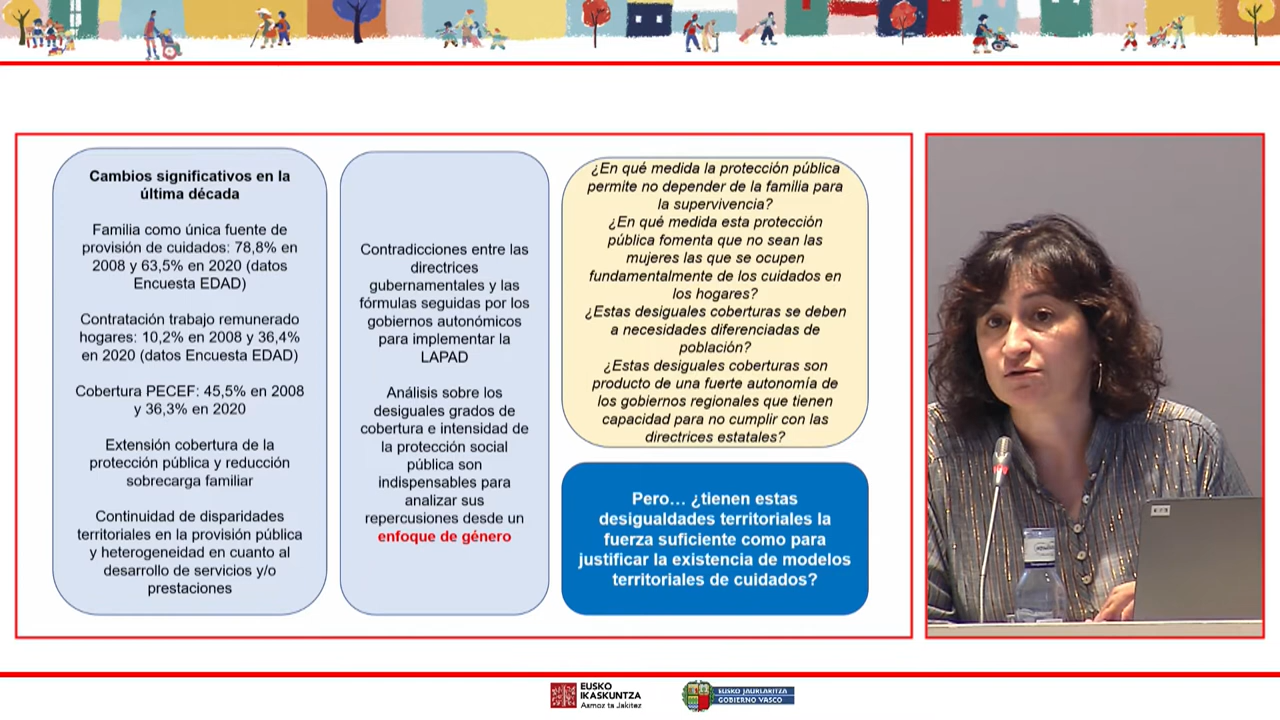 Cambios significativos en la
última década
Familia como única fuente de
provisión de cuidados: 78,8% en
2008 y 63,5% en 2020 (datos
Encuesta EDAD)
Contratación trabajo remunerado
hogares: 10,2% en 2008 y 36,4%
en 2020 (datos Encuesta EDAD)
Cobertura PECEF: 45,5% en 2008
y 36,3% en 2020
Extensión cobertura de la
protección pública y reducción
sobrecarga familiar
Continuidad de disparidades
territoriales en la provisión pública
y heterogeneidad en cuanto al
desarrollo de servicios y/o
prestaciones
Contradicciones entre las
directrices
gubernamentales y las
fórmulas seguidas por los
gobiernos autonómicos
para implementar la
LAPAD
Análisis sobre los
desiguales grados de
cobertura e intensidad de
la protección social
pública son
indispensables para
analizar sus
repercusiones desde un
enfoque de género
¿En qué medida la protección pública
permite no depender de la familia para
la supervivencia?
¿En qué medida esta protección
pública fomenta que no sean las
mujeres las que se ocupen
fundamentalmente de los cuidados en
los hogares?
¿Estas desiguales coberturas se deben
a necesidades diferenciadas de
población?
¿Estas desiguales coberturas son
producto de una fuerte autonomía de
los gobiernos regionales que tienen
capacidad para no cumplir con las
directrices estatales?
Pero… ¿tienen estas
desigualdades territoriales la
fuerza suficiente como para
justificar la existencia de modelos
territoriales de cuidados?
EUSKO
IKASKUNTZA
Asmoz ta Jakitez
EUSKO JAURLARITZA
GOBIERNO VASCO